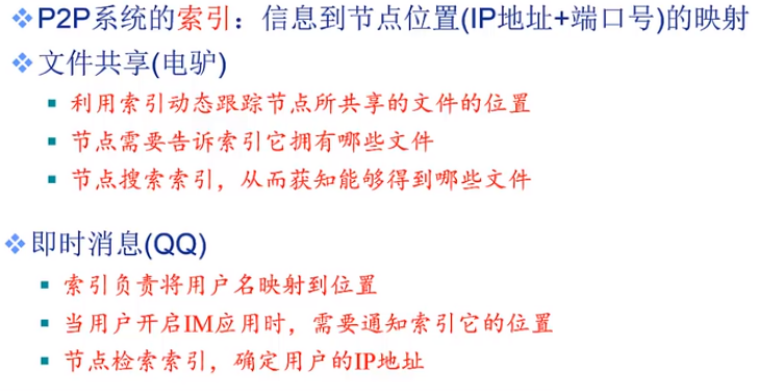 P2P系统的索引：信息到节点位置(IP地址+端口号)的映射
文件共享(电驴)
利用索引动态跟踪节点所共享的文件的位置
节点需要告诉索引它拥有哪些文件
节点搜索索引，从而获知能够得到哪些文件
即时消息(QQ)
索引负责将用户名映射到位置
当用户开启IM应用时，需要通知索引它的位置
节点检索索引，确定用户的IP地址